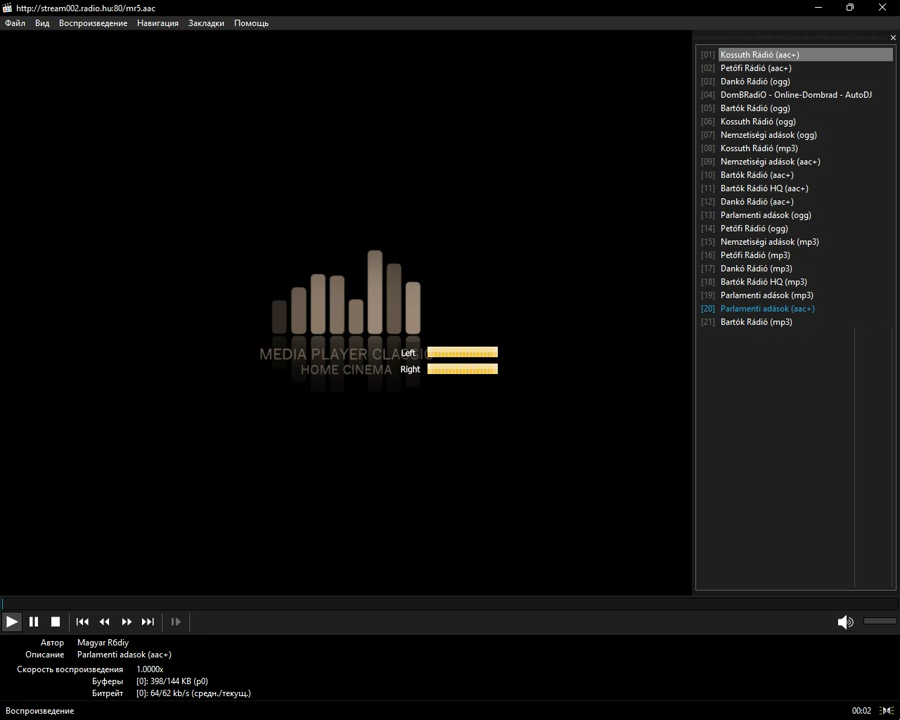 http://stream002.radio.hu:80/mr5.aac
Файл Вид Воспроизведение Навигация Закладки Помощь
[01] Kossuth Rádió (aac+)
[02] Petőfi Rádió (aac+)
[03] Dankó Rádió (ogg)
[04] DomBRadiO - Online-Dombrad - AutoDJ
[05] Bartók Rádió (ogg)
[06] Kossuth Rádió (ogg)
[07] Nemzetiségi adások (ogg)
[08] Kossuth Rádió (mp3)
[09] Nemzetiségi adások (aac+)
[10] Bartók Rádió (aac+)
[11] Bartók Rádió HQ (aac+)
[12] Dankó Rádió (aac+)
[13] Parlamenti adások (ogg)
[14] Petőfi Rádió (ogg)
[15] Nemzetiségi adások (mp3)
[16] Petőfi Rádió (mp3)
[17] Dankó Rádió (mp3)
[18] Bartók Rádió HQ (mp3)
[19] Parlamenti adások (mp3)
[20] Parlamenti adások (aac+)
[21] Bartók Rádió (mp3)
MEDIA PLAYER CLASSIC
HOME CINEMA
Left
Right
Автор Magyar R6diy
Описание Parlamenti adasok (aac+)
Скорость воспроизведения 1.0000x
Буферы [0]: 398/144 KB (p0)
Битрейт [0]: 64/62 kb/s (средн./текущ.)
Воспроизведение 00:02